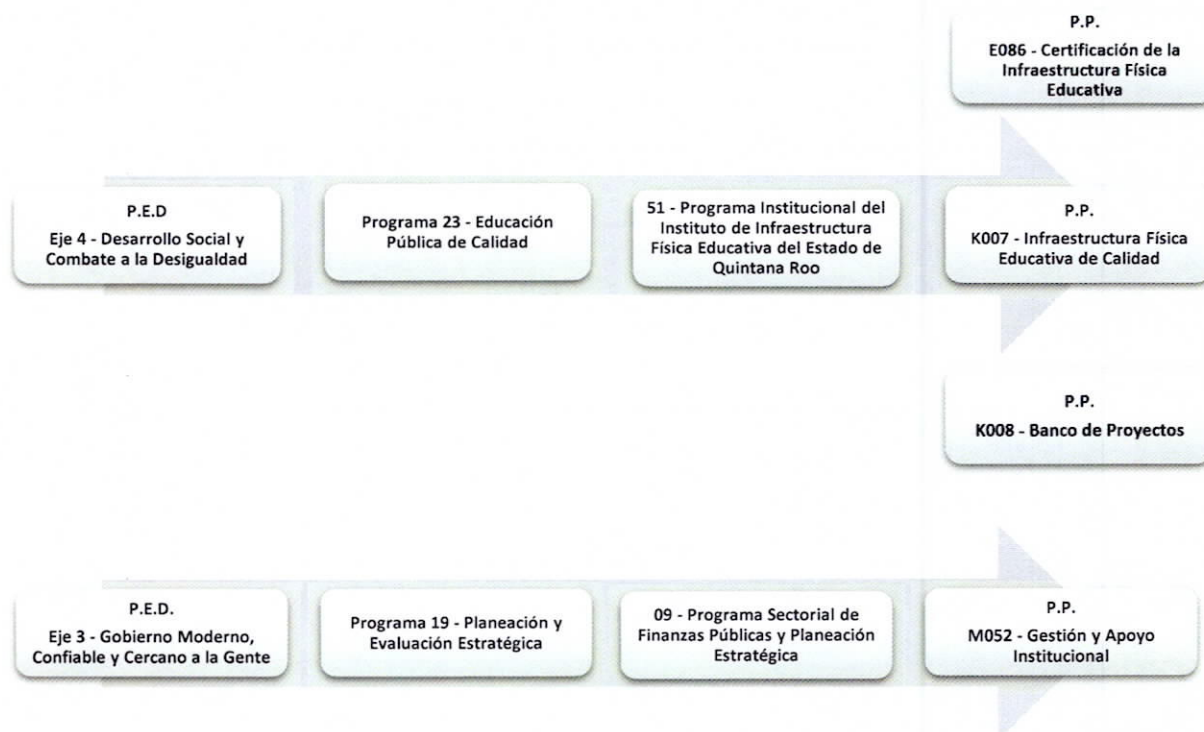 P.P.
E086 - Certificación de la
Infraestructura Física
Educativa
P.E.D
Eje 4 - Desarrollo Social y
Combate a la Desigualdad
Programa 23 - Educación
Pública de Calidad
51 - Programa Institucional del
Instituto de Infraestructura
Física Educativa del Estado de
Quintana Roo
P.P.
K007 - Infraestructura Física
Educativa de Calidad
P.P.
K008 - Banco de Proyectos
P.E.D.
Eje 3 - Gobierno Moderno,
Confiable y Cercano a la Gente
Programa 19 - Planeación y
Evaluación Estratégica
09 - Programa Sectorial de
Finanzas Públicas y Planeación
Estratégica
P.P.
M052 - Gestión y Apoyo
Institucional